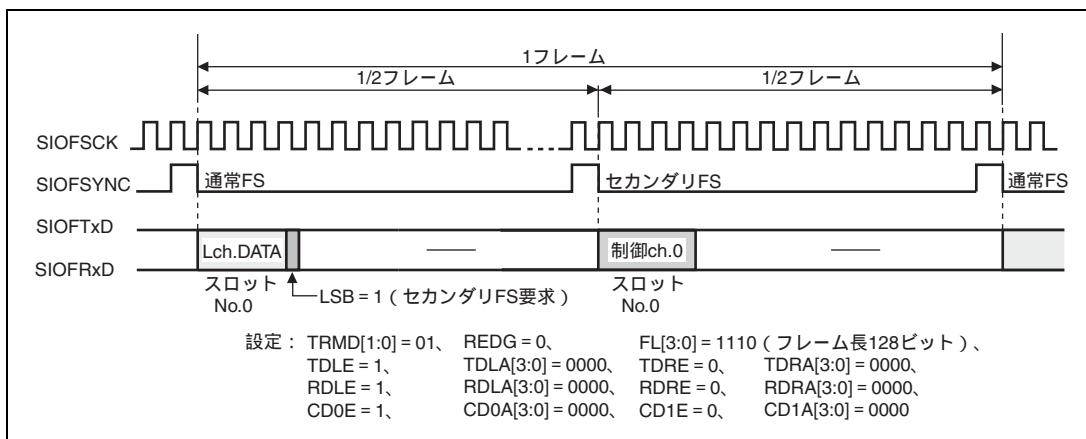 1フレーム
1/2フレーム 1/2フレーム
SIOFSCK
SIOFSYNC 通常FS セカンダリFS 通常FS
SIOFTxD
Lch.DATA 制御ch.0
SIOFRxD
スロット スロット
No.0 LSB = 1（セカンダリFS要求） No.0
設定： TRMD[1:0] = 01、 REDG = 0、 FL[3:0] = 1110（フレーム長128ビット）、
TDLE = 1、 TDLA[3:0] = 0000、 TDRE = 0、 TDRA[3:0] = 0000、
RDLE = 1、 RDLA[3:0] = 0000、 RDRE = 0、 RDRA[3:0] = 0000、
CD0E = 1、 CD0A[3:0] = 0000、 CD1E = 0、 CD1A[3:0] = 0000